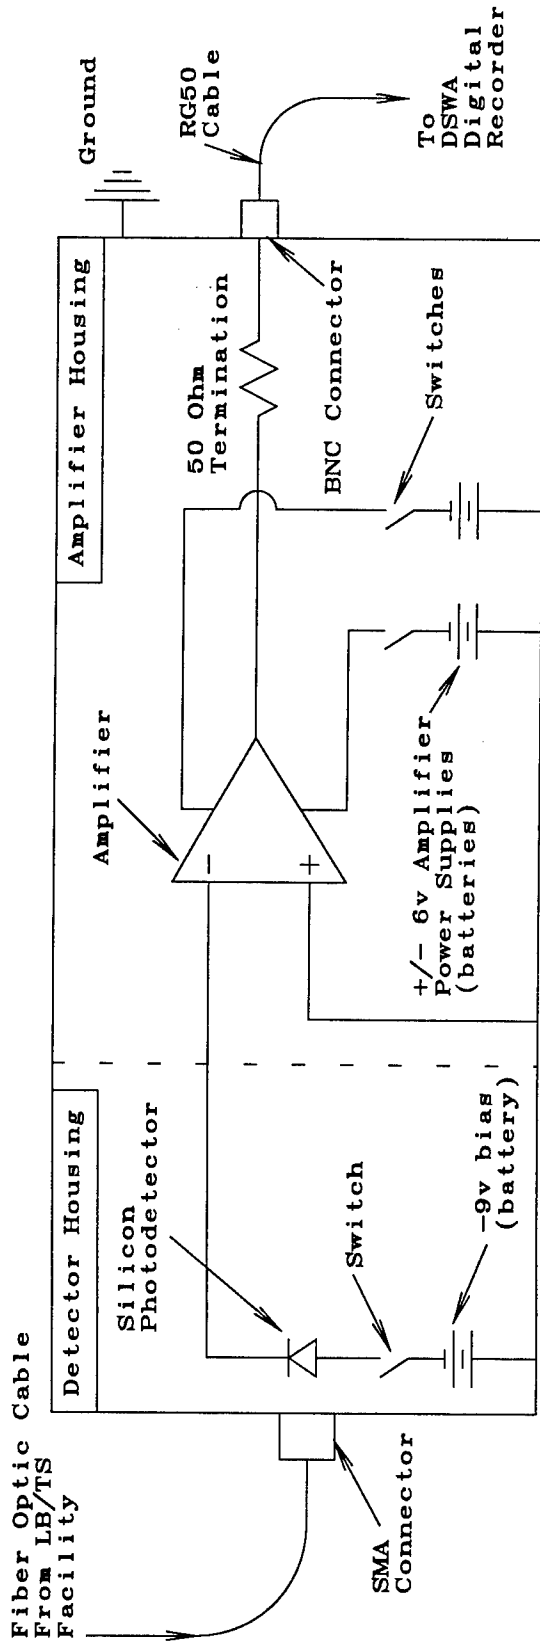 Fiber Optic Cable
From LB/TS
Facility
Detector Housing
Amplifier Housing
Ground
Silicon
Photodetector
Amplifier
50 Ohm
Termination
RG50
Cable
-
+
SMA
Connector
Switch
-9v bias
(battery)
+/- 6v Amplifier
Power Supplies
(batteries)
BNC Connector
Switches
To
DSWA
Digital
Recorder